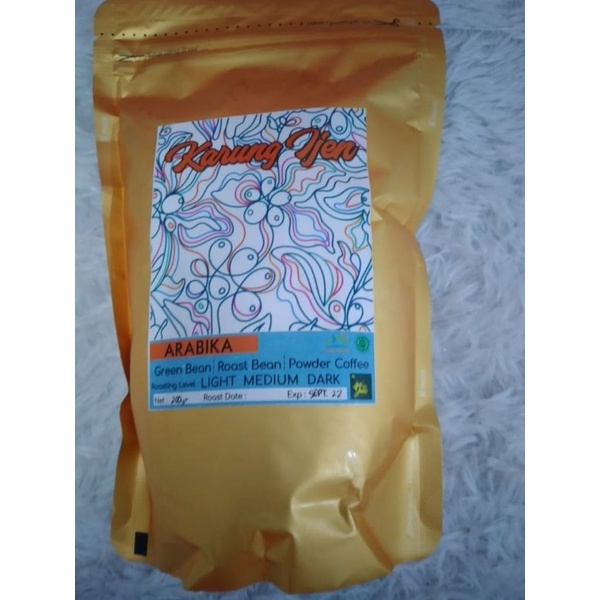 Karung Ijen
ARABIKA
Green Bean Roast Bean Powder Coffee
Roasting Level LIGHT MEDIUM DARK
Net : 200gr Roast Date : Exp : SEPT. 22